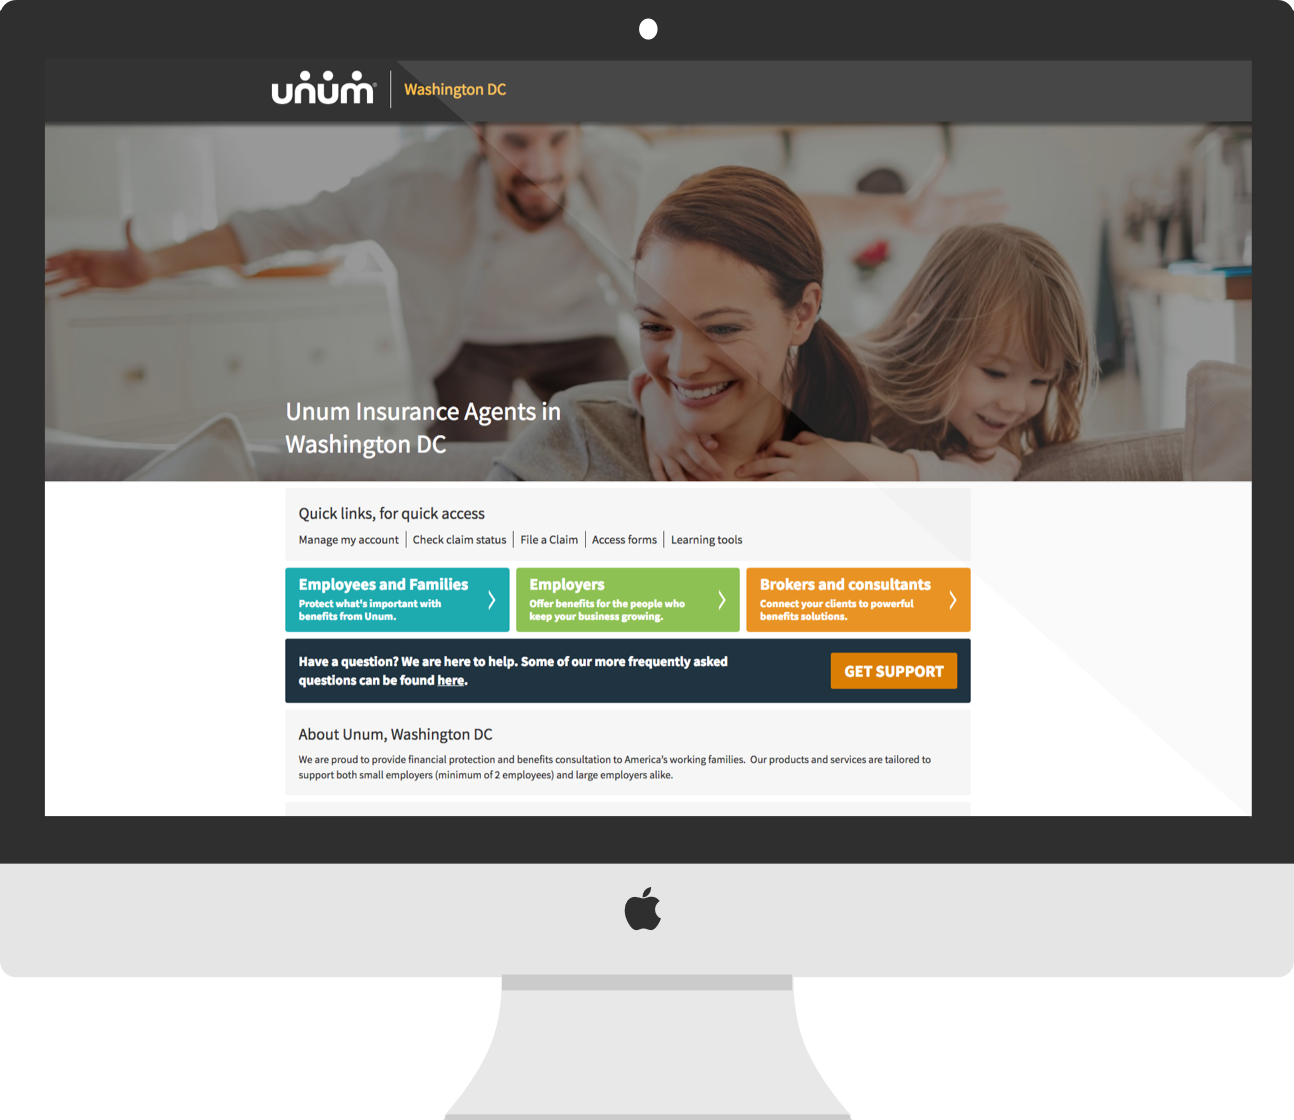 unum®
Washington DC
Unum Insurance Agents in
Washington DC
Quick links, for quick access
Manage my account
Check claim status
File a Claim
Access forms
Learning tools
Employees and Families
Protect what's important with
benefits from Unum.
Employers
Offer benefits for the people who
keep your business growing.
Brokers and consultants
Connect your clients to powerful
benefits solutions.
Have a question? We are here to help. Some of our more frequently asked
questions can be found here.
GET SUPPORT
About Unum, Washington DC
We are proud to provide financial protection and benefits consultation to America's working families. Our products and services are tailored to
support both small employers (minimum of 2 employees) and large employers alike.